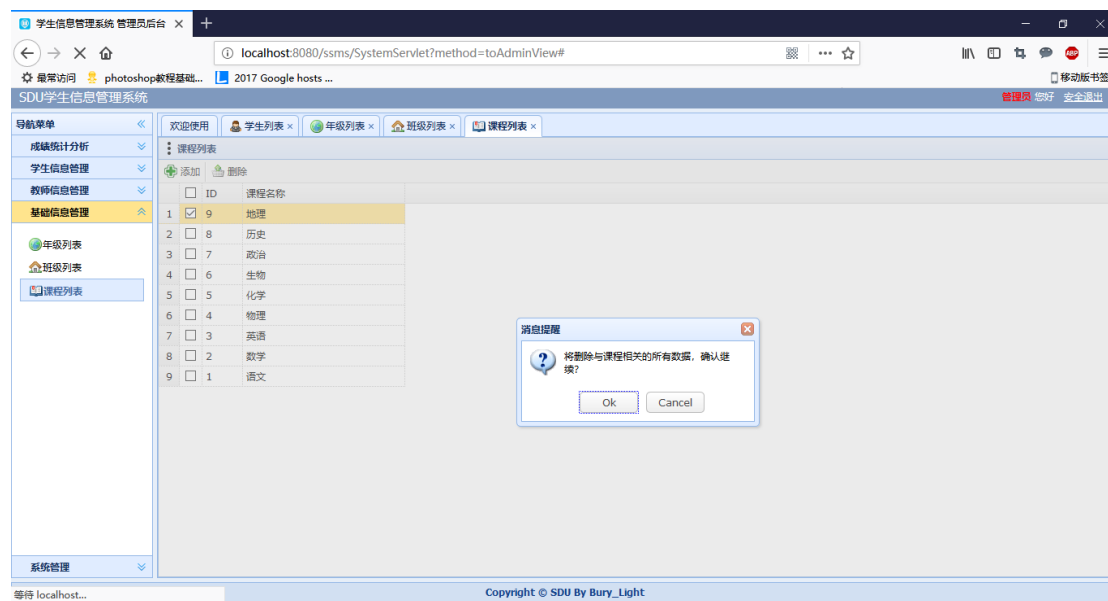 学生信息管理系统 管理员后台
localhost:8080/ssms/SystemServlet?method=toAdminView#
最常访问 photoshop教程基础... 2017 Google hosts ... 移动版书签
SDU学生信息管理系统 管理员 您好 安全退出
导航菜单
成绩统计分析
学生信息管理
教师信息管理
基础信息管理
年级列表
班级列表
课程列表
系统管理
欢迎使用 学生列表 年级列表 班级列表 课程列表
课程列表
添加 删除
ID 课程名称
1 9 地理
2 8 历史
3 7 政治
4 6 生物
5 5 化学
6 4 物理
7 3 英语
8 2 数学
9 1 语文
消息提醒
将删除与课程相关的所有数据，确认继
续?
Ok Cancel
Copyright © SDU By Bury_Light
等待 localhost...